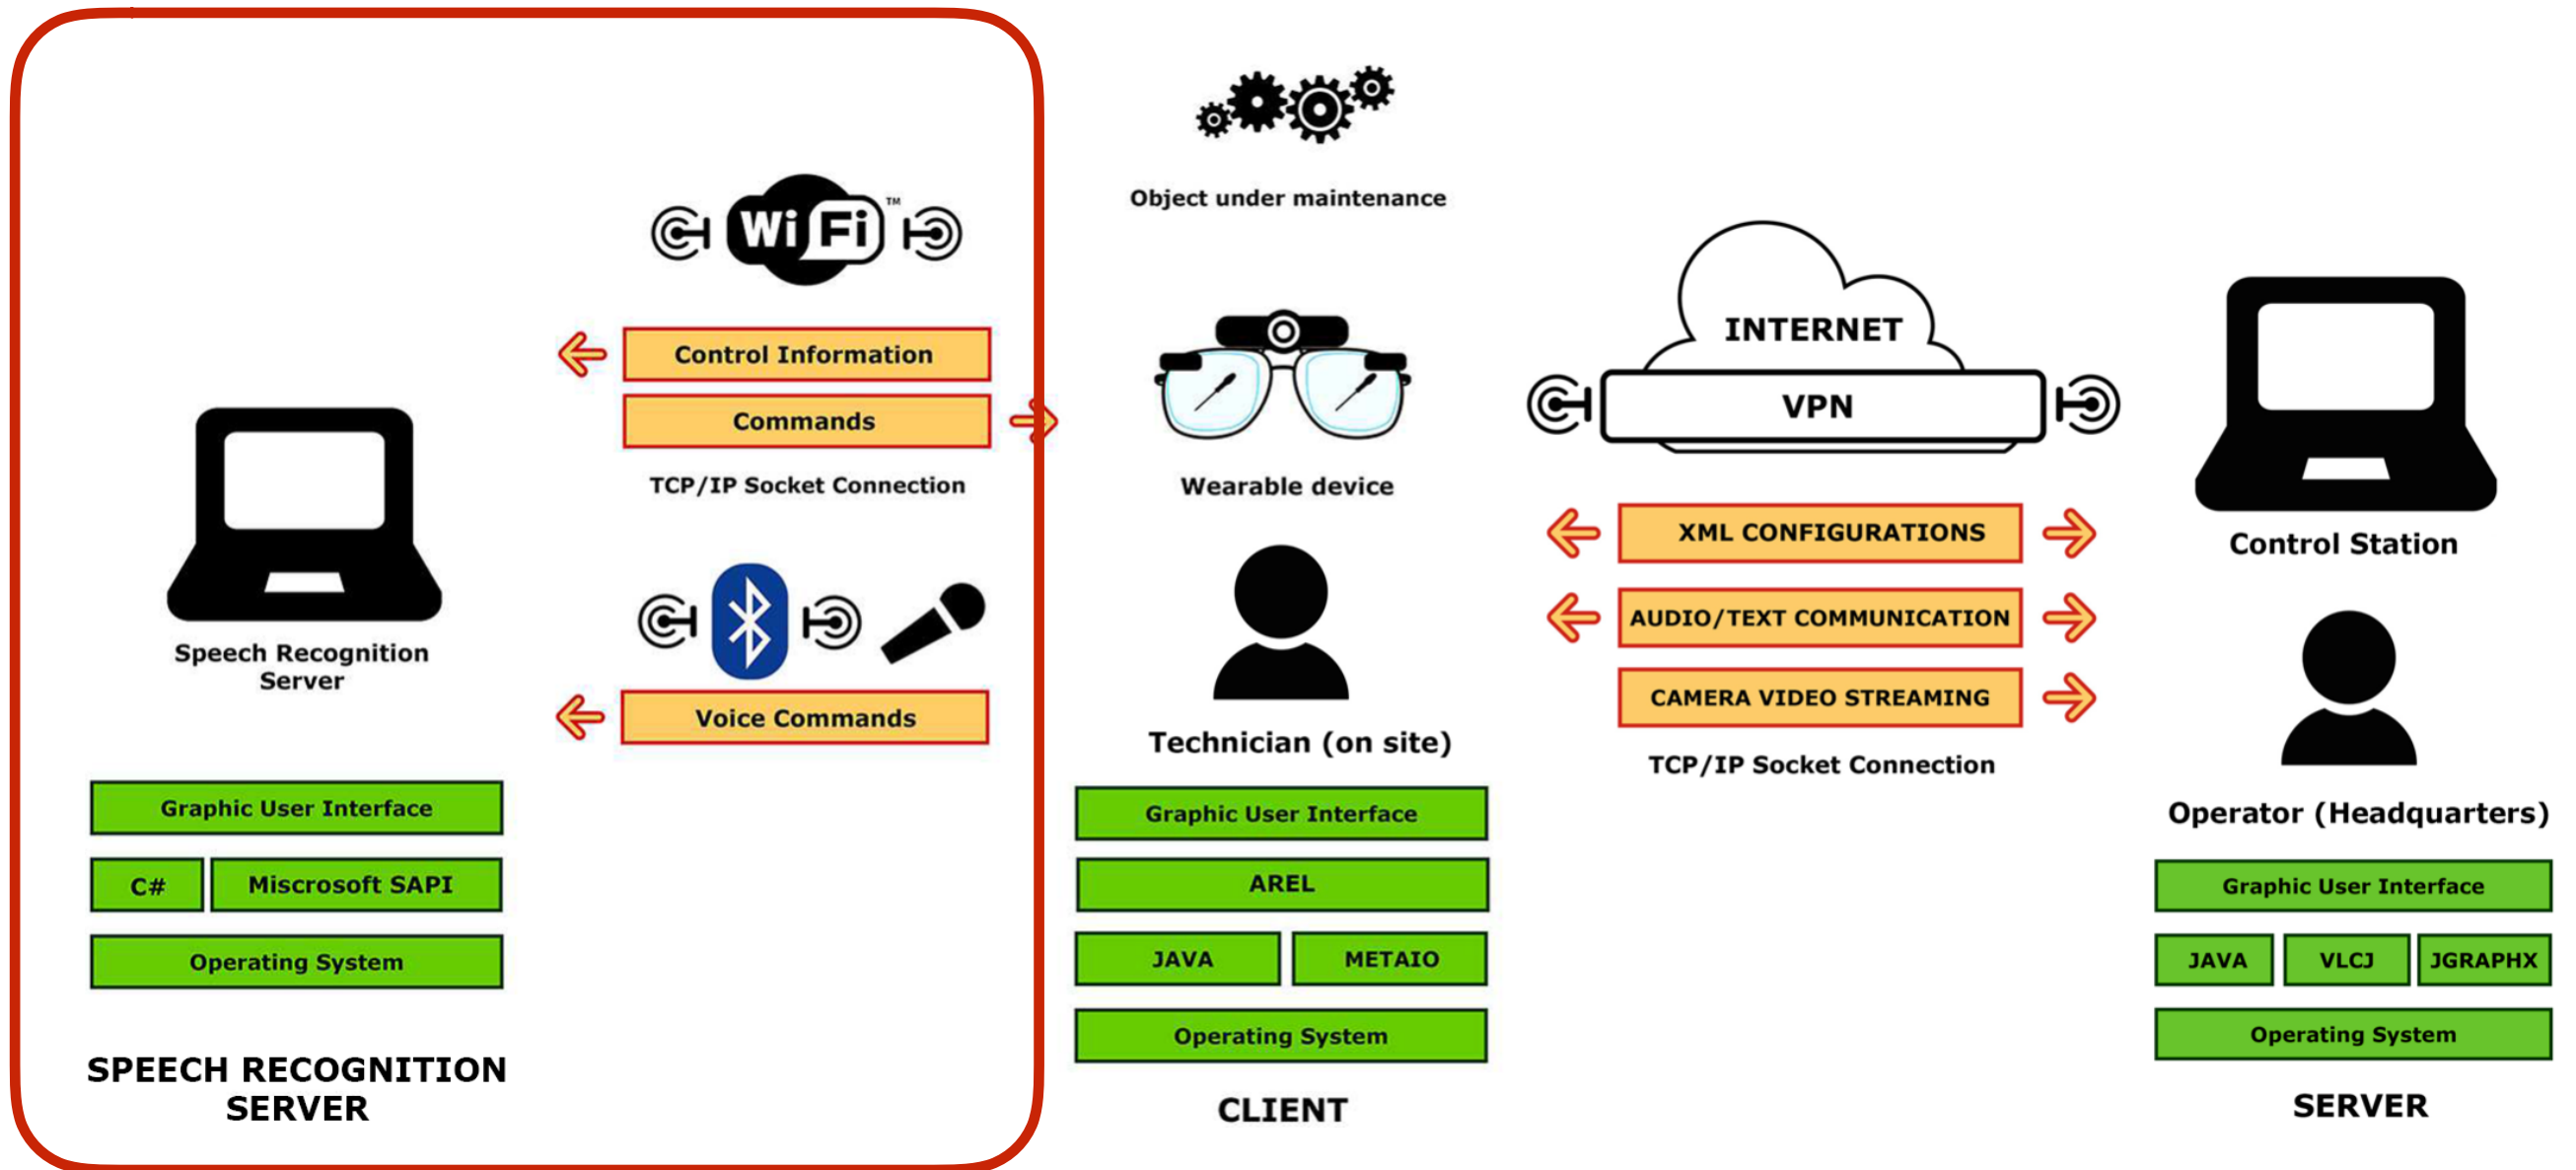 WiFi™
Control Information
Commands
TCP/IP Socket Connection
Speech Recognition
Server
Voice Commands
Graphic User Interface
C#
Miscrosoft SAPI
Operating System
SPEECH RECOGNITION
SERVER
Object under maintenance
Wearable device
Technician (on site)
Graphic User Interface
AREL
JAVA
METAIO
Operating System
CLIENT
INTERNET
VPN
XML CONFIGURATIONS
AUDIO/TEXT COMMUNICATION
CAMERA VIDEO STREAMING
TCP/IP Socket Connection
Control Station
Operator (Headquarters)
Graphic User Interface
JAVA
VLCJ
JGRAPHX
Operating System
SERVER